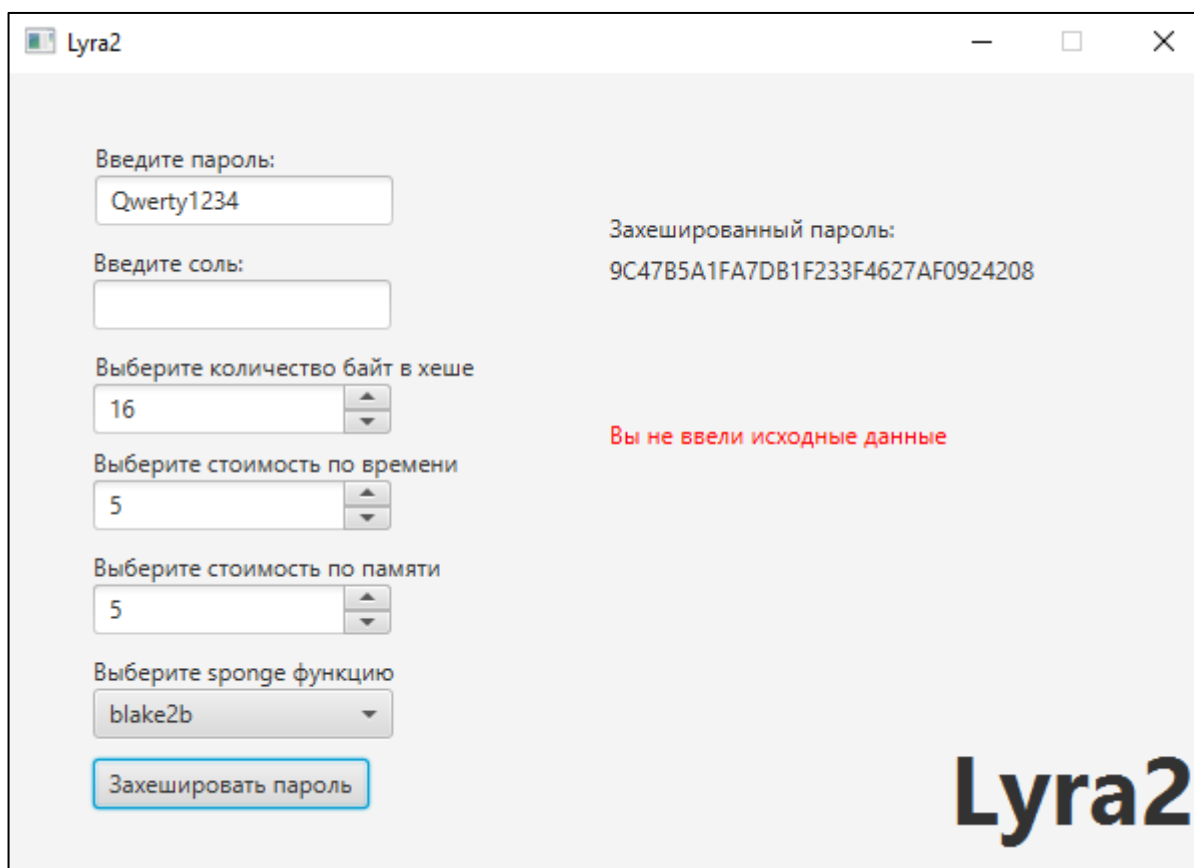 Lyra2
Введите пароль:
Qwerty1234
Введите соль:
Выберите количество байт в хеше
16
Выберите стоимость по времени
5
Выберите стоимость по памяти
5
Выберите sponge функцию
blake2b
Захешировать пароль
Захешированный пароль:
9C47B5A1FA7DB1F233F4627AF0924208
Вы не ввели исходные данные
Lyra2